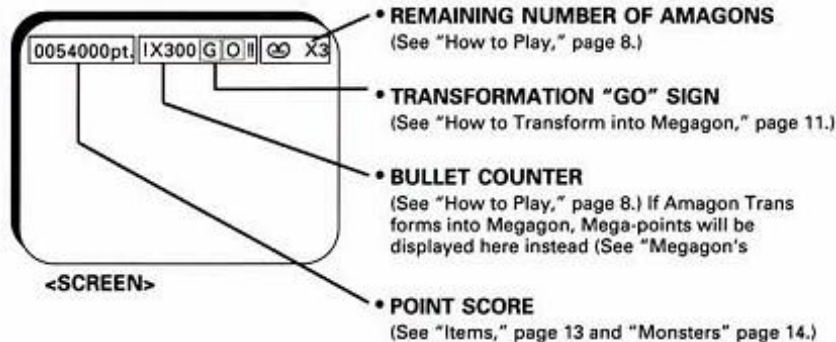 0054000pt. !X300 G O !! X3
• REMAINING NUMBER OF AMAGONS
(See "How to Play," page 8.)
• TRANSFORMATION "GO" SIGN
(See "How to Transform into Megagon," page 11.)
• BULLET COUNTER
(See "How to Play," page 8.) If Amagon Trans
forms into Megagon, Mega-points will be
displayed here instead (See "Megagon's
<SCREEN>
• POINT SCORE
(See "Items," page 13 and "Monsters" page 14.)